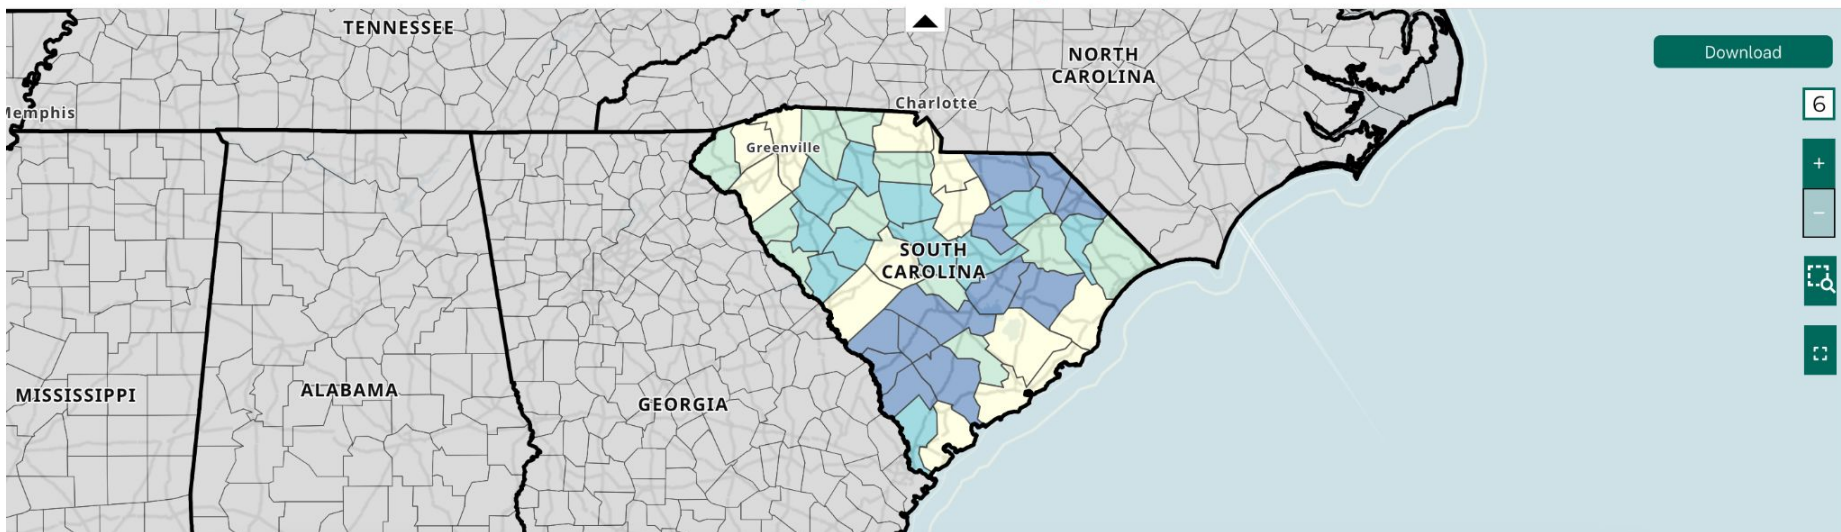 TENNESSEE
NORTH
CAROLINA
Download
Memphis
Charlotte
6
Greenville
+
−
SOUTH
CAROLINA
MISSISSIPPI
ALABAMA
GEORGIA